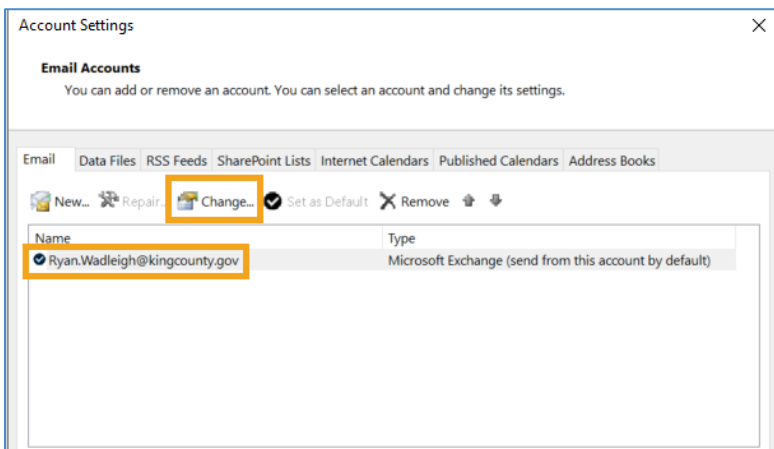 Account Settings
Email Accounts
You can add or remove an account. You can select an account and change its settings.
Email Data Files RSS Feeds SharePoint Lists Internet Calendars Published Calendars Address Books
New... Repair... Change... Set as Default Remove
Name Type
Ryan.Wadleigh@kingcounty.gov Microsoft Exchange (send from this account by default)